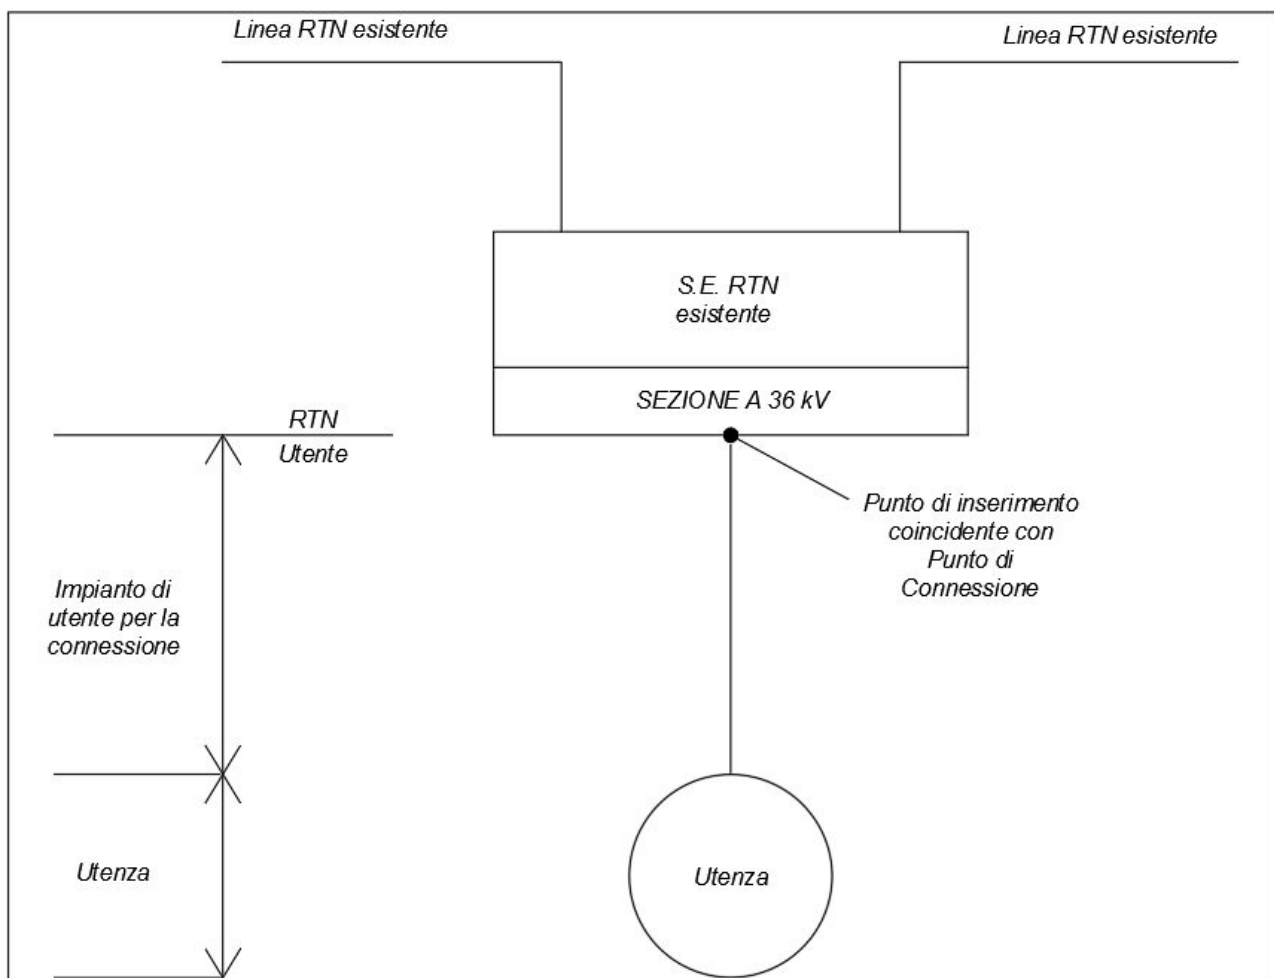 Linea RTN esistente
Linea RTN esistente
S.E. RTN
esistente
SEZIONE A 36 kV
RTN
Utente
Punto di inserimento
coincidente con
Punto di
Connessione
Impianto di
utente per la
connessione
Utenza
Utenza